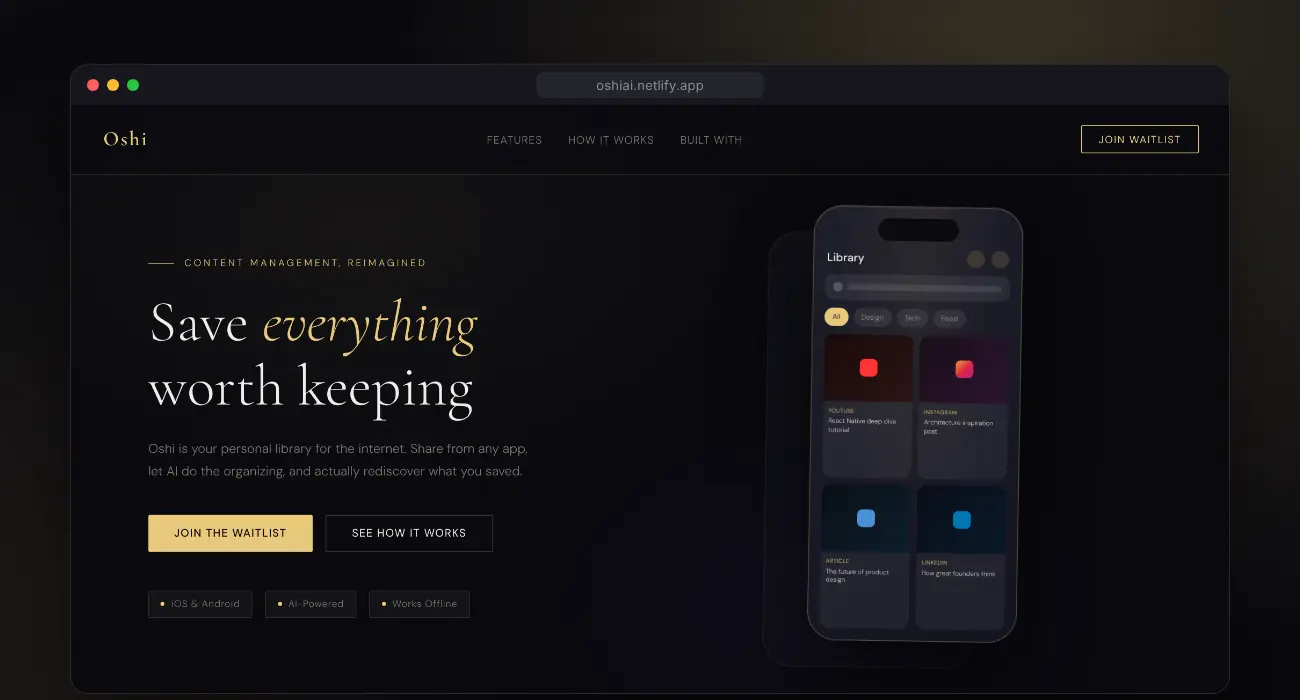 oshiai.netlify.app
Oshi
FEATURES
HOW IT WORKS
BUILT WITH
JOIN WAITLIST
CONTENT MANAGEMENT, REIMAGINED
Save everything
worth keeping
Oshi is your personal library for the internet. Share from any app,
let AI do the organizing, and actually rediscover what you saved.
JOIN THE WAITLIST
SEE HOW IT WORKS
iOS & Android
AI-Powered
Works Offline
Library
All
Design
Tech
Food
YOUTUBE
React Native deep dive
tutorial
INSTAGRAM
Architecture inspiration
post
ARTICLE
The future of product
design
LINKEDIN
How great founders think